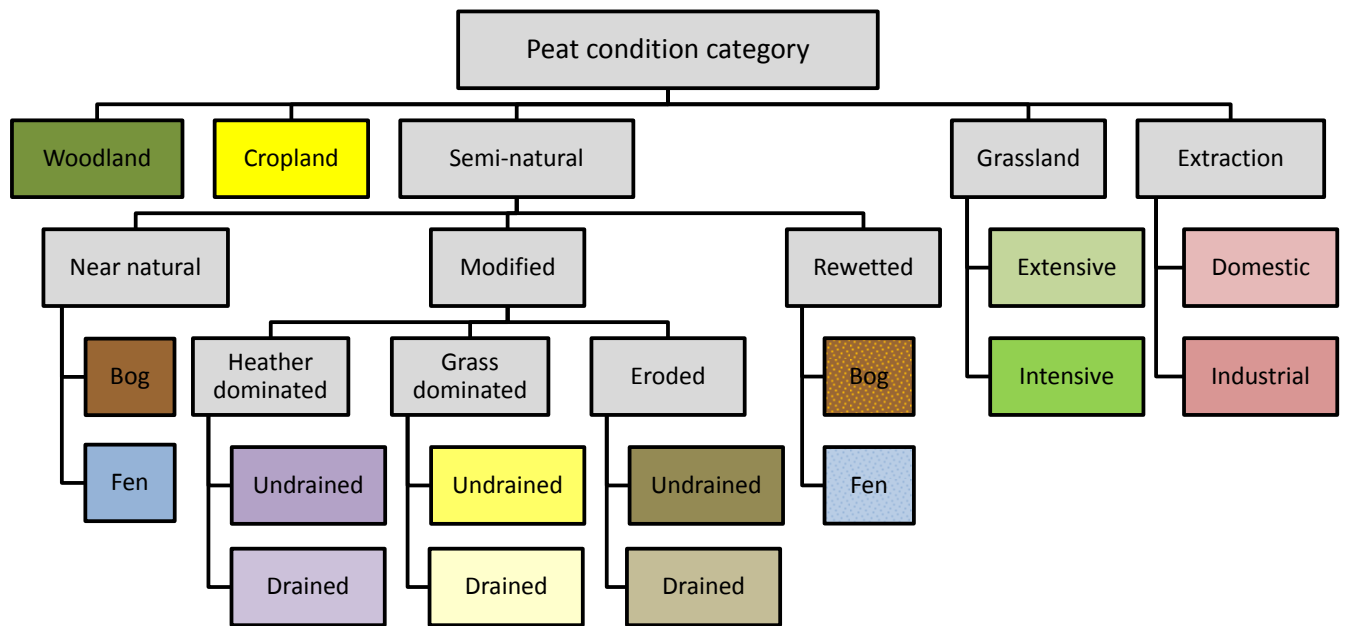 Peat condition category
Woodland
Cropland
Semi-natural
Grassland
Extraction
Near natural
Modified
Rewetted
Extensive
Domestic
Bog
Heather
dominated
Grass
dominated
Eroded
Bog
Intensive
Industrial
Fen
Undrained
Undrained
Undrained
Fen
Drained
Drained
Drained